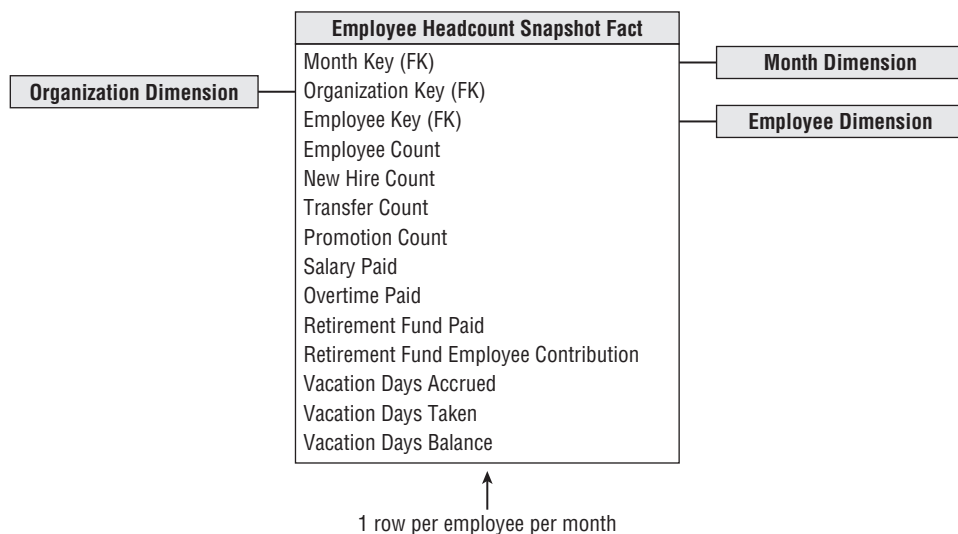 Employee Headcount Snapshot Fact
Month Key (FK)
Organization Key (FK)
Employee Key (FK)
Employee Count
New Hire Count
Transfer Count
Promotion Count
Salary Paid
Overtime Paid
Retirement Fund Paid
Retirement Fund Employee Contribution
Vacation Days Accrued
Vacation Days Taken
Vacation Days Balance
Organization Dimension
Month Dimension
Employee Dimension
1 row per employee per month